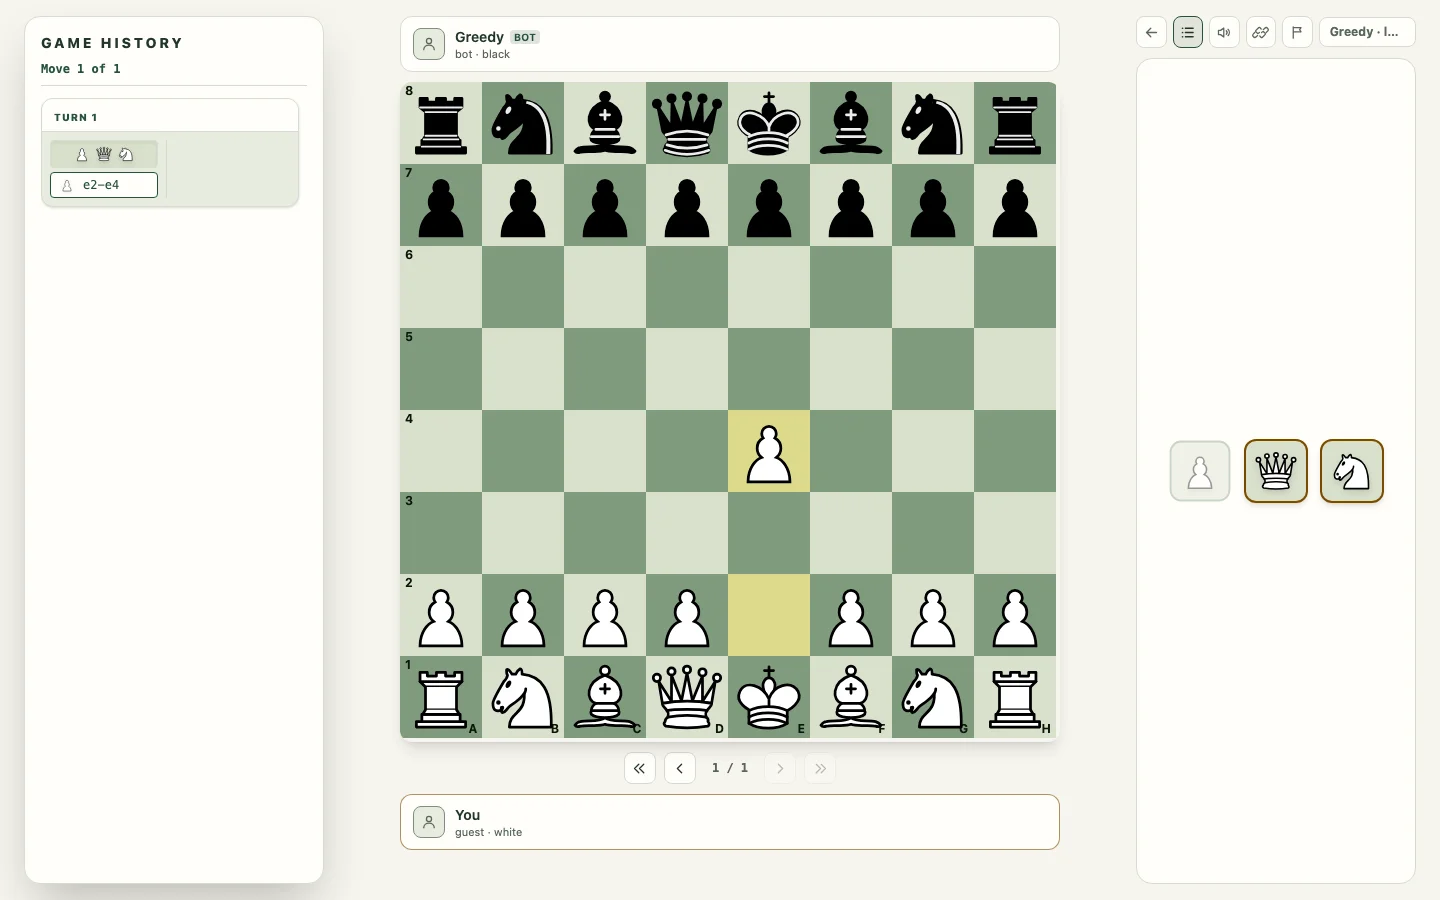 GAME HISTORY
Move 1 of 1
TURN 1
e2–e4
Greedy BOT
bot · black
8
7
6
5
4
3
2
1
A B C D E F G H
1 / 1
You
guest · white
Greedy · l...